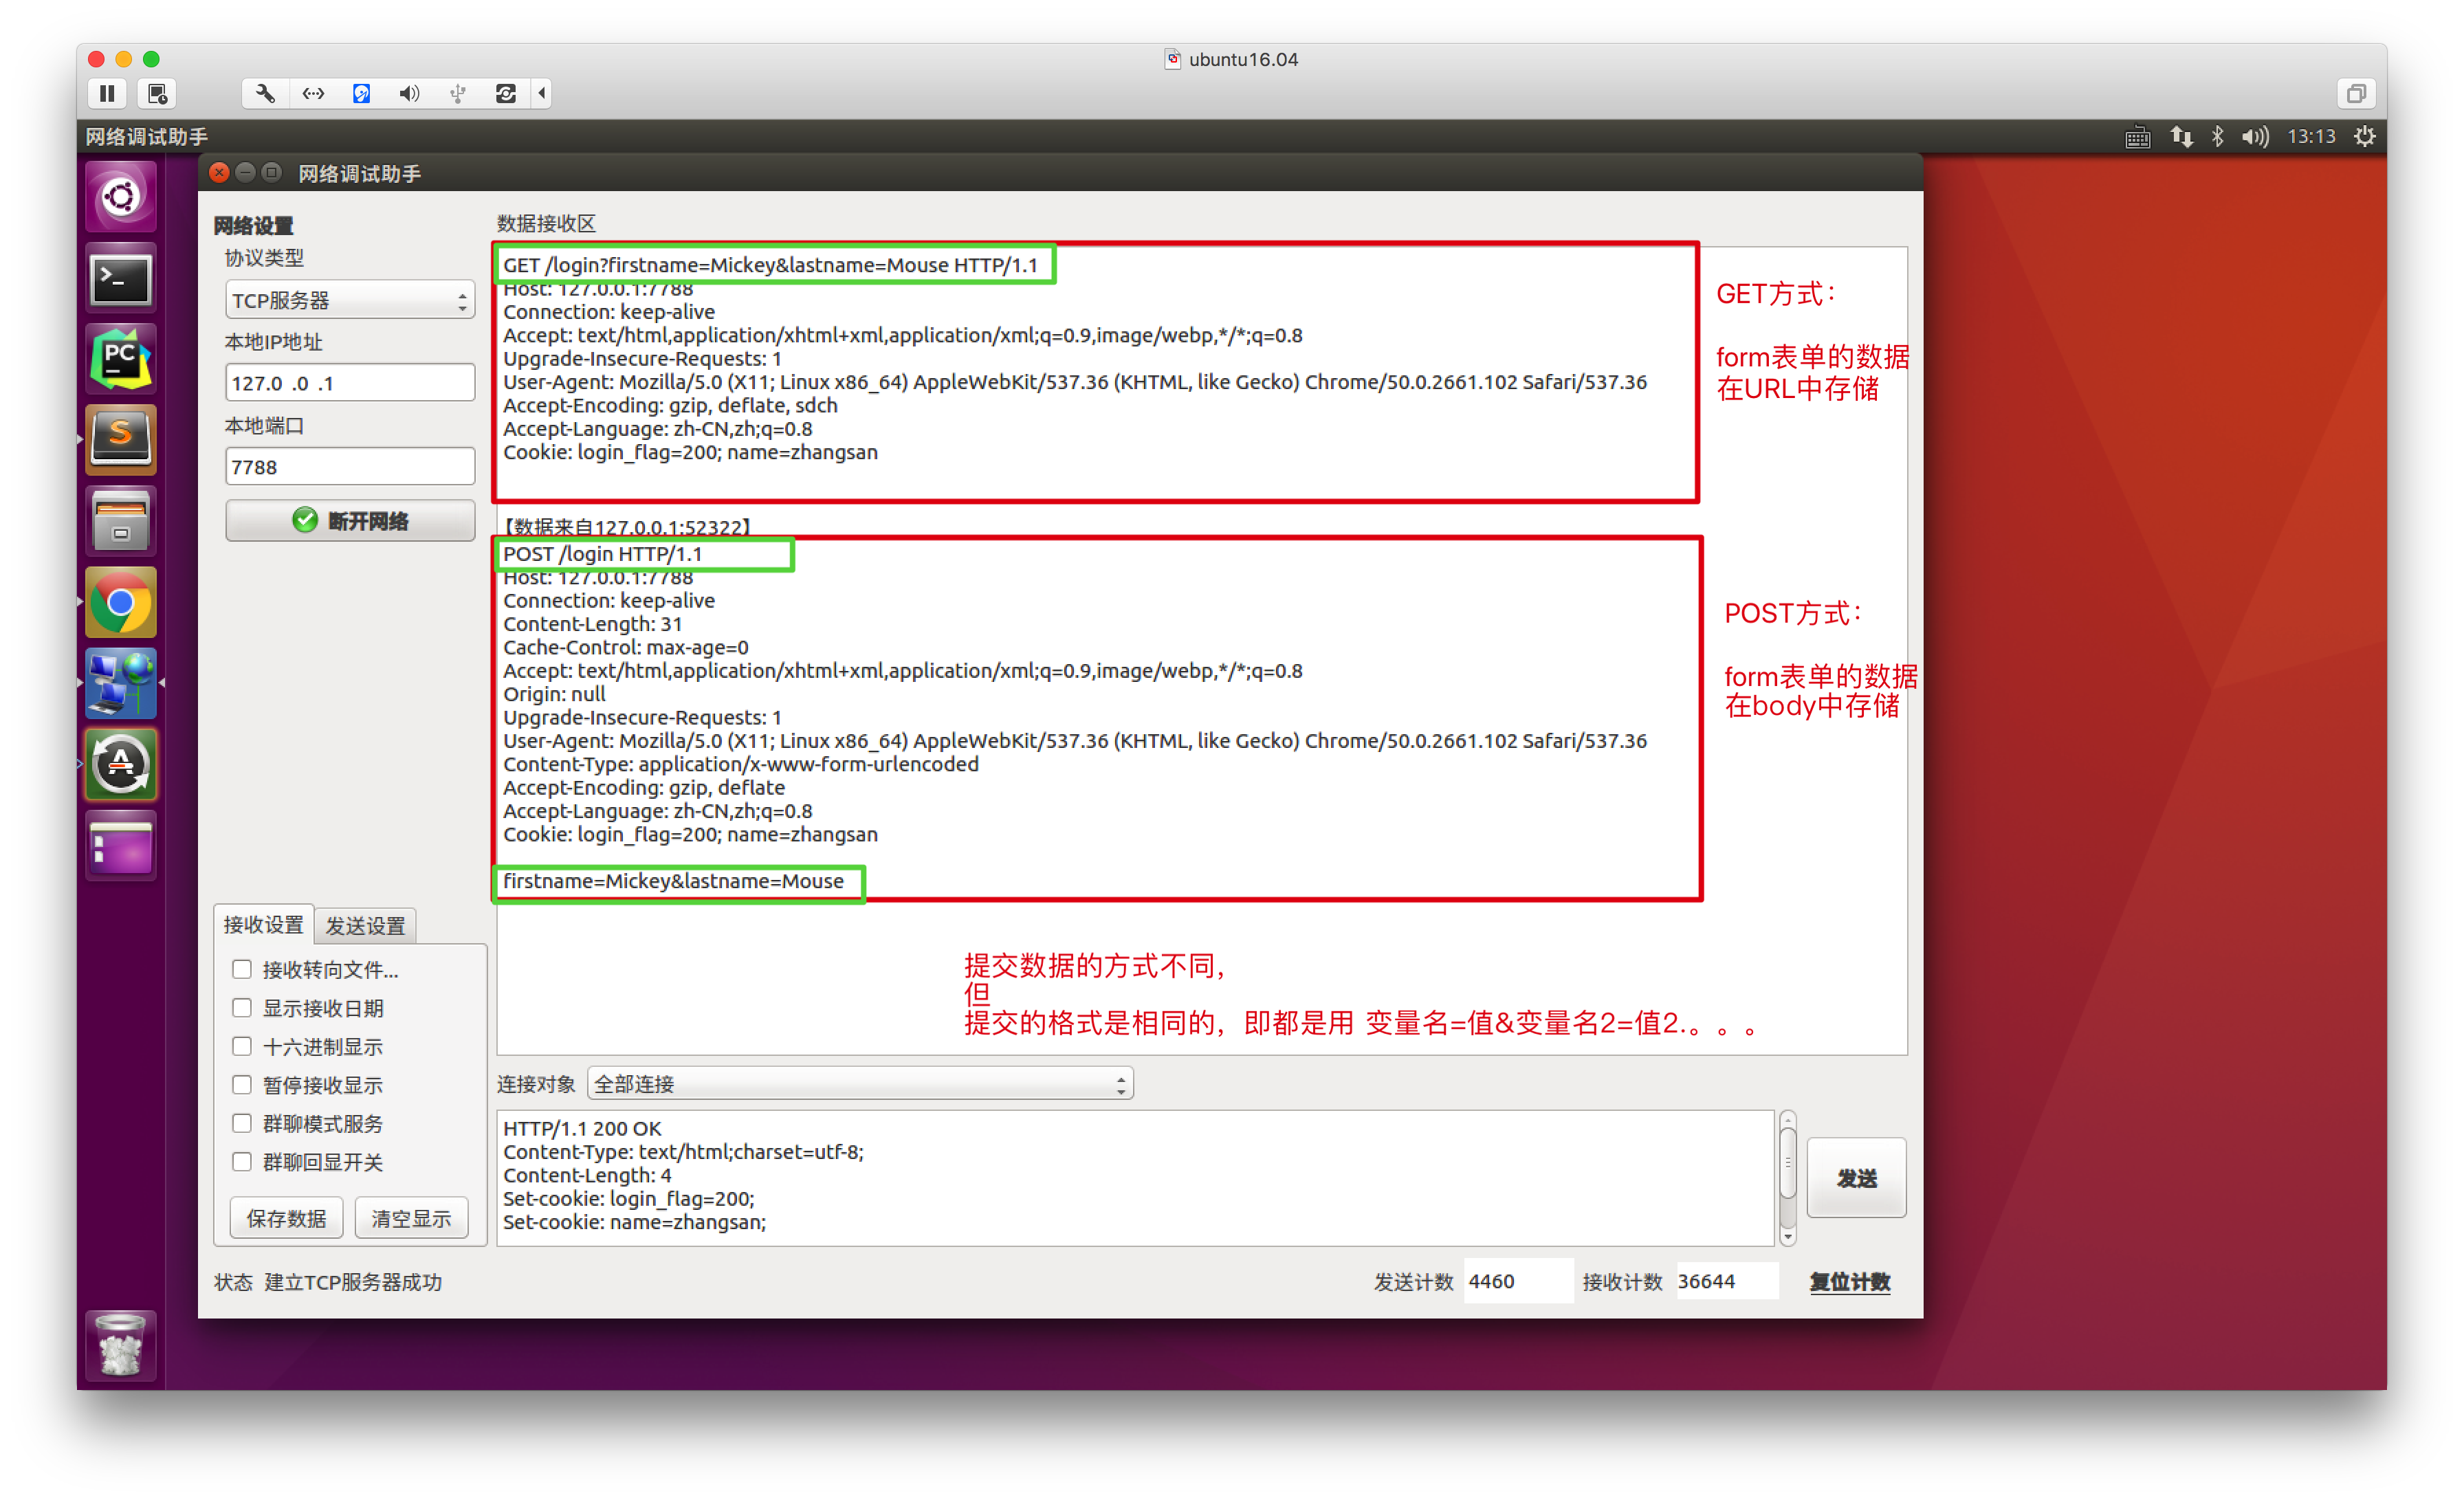 ubuntu16.04
网络调试助手
13:13
网络调试助手
网络设置
协议类型
TCP服务器
本地IP地址
127.0 .0 .1
本地端口
7788
断开网络
数据接收区
GET /login?firstname=Mickey&lastname=Mouse HTTP/1.1
Host: 127.0.0.1:7788
Connection: keep-alive
Accept: text/html,application/xhtml+xml,application/xml;q=0.9,image/webp,*/*;q=0.8
Upgrade-Insecure-Requests: 1
User-Agent: Mozilla/5.0 (X11; Linux x86_64) AppleWebKit/537.36 (KHTML, like Gecko) Chrome/50.0.2661.102 Safari/537.36
Accept-Encoding: gzip, deflate, sdch
Accept-Language: zh-CN,zh;q=0.8
Cookie: login_flag=200; name=zhangsan
GET方式：
form表单的数据
在URL中存储
【数据来自127.0.0.1:52322】
POST /login HTTP/1.1
Host: 127.0.0.1:7788
Connection: keep-alive
Content-Length: 31
Cache-Control: max-age=0
Accept: text/html,application/xhtml+xml,application/xml;q=0.9,image/webp,*/*;q=0.8
Origin: null
Upgrade-Insecure-Requests: 1
User-Agent: Mozilla/5.0 (X11; Linux x86_64) AppleWebKit/537.36 (KHTML, like Gecko) Chrome/50.0.2661.102 Safari/537.36
Content-Type: application/x-www-form-urlencoded
Accept-Encoding: gzip, deflate
Accept-Language: zh-CN,zh;q=0.8
Cookie: login_flag=200; name=zhangsan
firstname=Mickey&lastname=Mouse
POST方式：
form表单的数据
在body中存储
提交数据的方式不同，
但
提交的格式是相同的，即都是用 变量名=值&变量名2=值2.。。。
接收设置
发送设置
接收转向文件...
显示接收日期
十六进制显示
暂停接收显示
群聊模式服务
群聊回显开关
保存数据
清空显示
连接对象
全部连接
HTTP/1.1 200 OK
Content-Type: text/html;charset=utf-8;
Content-Length: 4
Set-cookie: login_flag=200;
Set-cookie: name=zhangsan;
发送
状态 建立TCP服务器成功
发送计数 4460
接收计数 36644
复位计数
PC
S